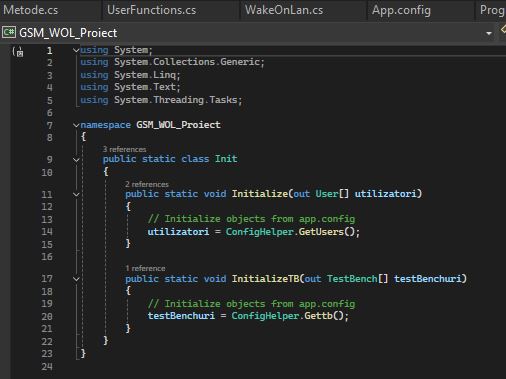 Metode.cs UserFunctions.cs WakeOnLan.cs App.config Prog
C# GSM_WOL_Proiect
1 using System;
2 using System.Collections.Generic;
3 using System.Linq;
4 using System.Text;
5 using System.Threading.Tasks;
6
7 namespace GSM_WOL_Proiect
8 {
3 references
9 public static class Init
10 {
2 references
11 public static void Initialize(out User[] utilizatori)
12 {
13 // Initialize objects from app.config
14 utilizatori = ConfigHelper.GetUsers();
15 }
16
1 reference
17 public static void InitializeTB(out TestBench[] testBenchuri)
18 {
19 // Initialize objects from app.config
20 testBenchuri = ConfigHelper.Gettb();
21 }
22 }
23 }
24